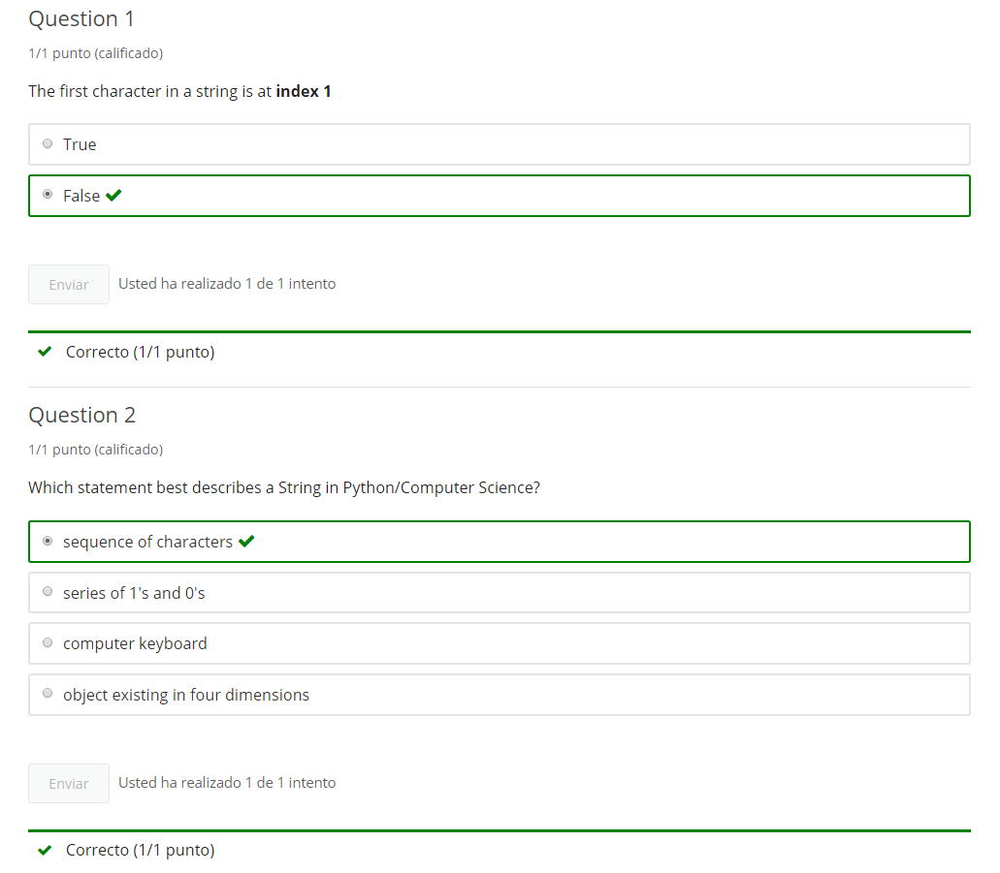 Question 1
1/1 punto (calificado)
The first character in a string is at index 1
True
False
Enviar Usted ha realizado 1 de 1 intento
Correcto (1/1 punto)
Question 2
1/1 punto (calificado)
Which statement best describes a String in Python/Computer Science?
sequence of characters
series of 1's and 0's
computer keyboard
object existing in four dimensions
Enviar Usted ha realizado 1 de 1 intento
Correcto (1/1 punto)